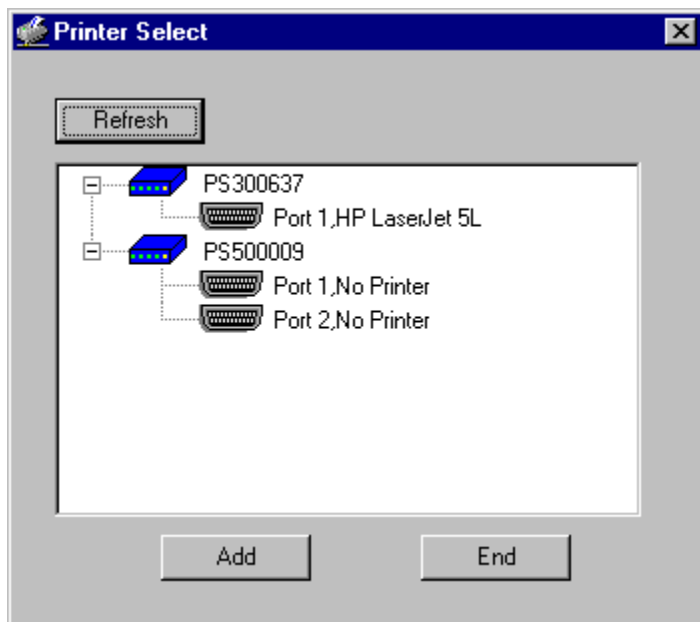 Printer Select
Refresh
PS300637
Port 1,HP LaserJet 5L
PS500009
Port 1,No Printer
Port 2,No Printer
Add
End